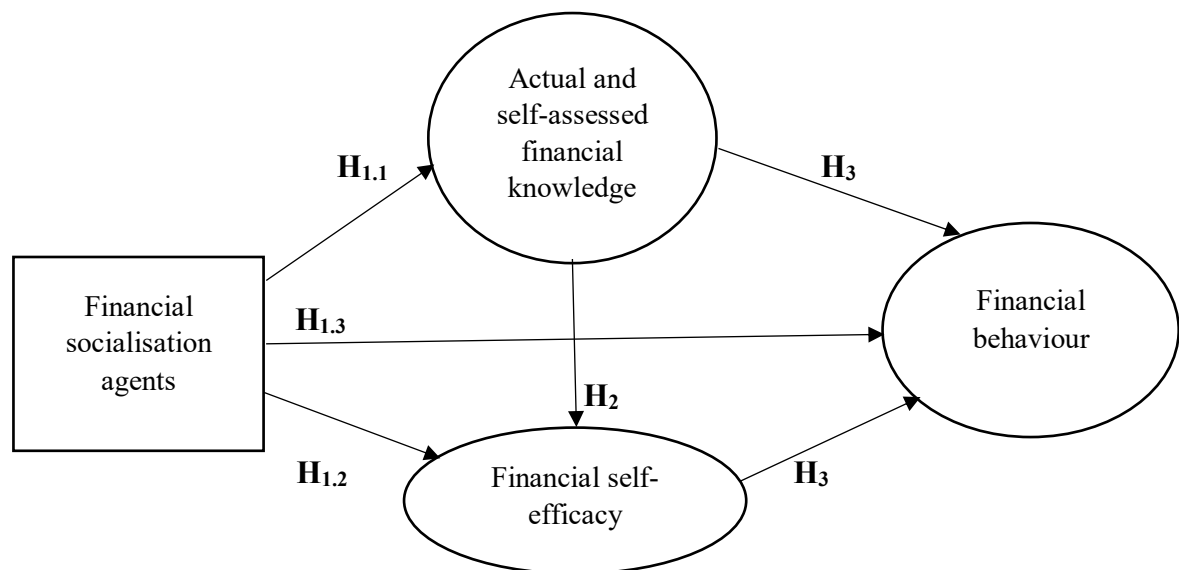 Actual and
self-assessed
financial
knowledge
H1.1
H3
Financial
socialisation
agents
H1.3
Financial
behaviour
H2
H1.2
Financial self-
efficacy
H3